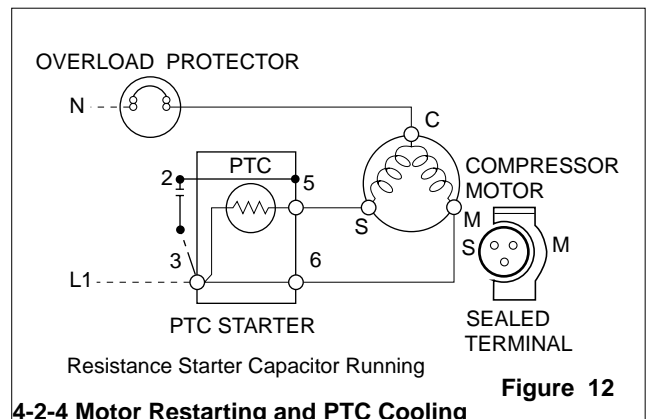 OVERLOAD PROTECTOR
N
C
PTC
2
5
COMPRESSOR
MOTOR
S
M
S
M
3
6
L1
PTC STARTER
SEALED
TERMINAL
Resistance Starter Capacitor Running
Figure 12
4-2-4 Motor Restarting and PTC Cooling